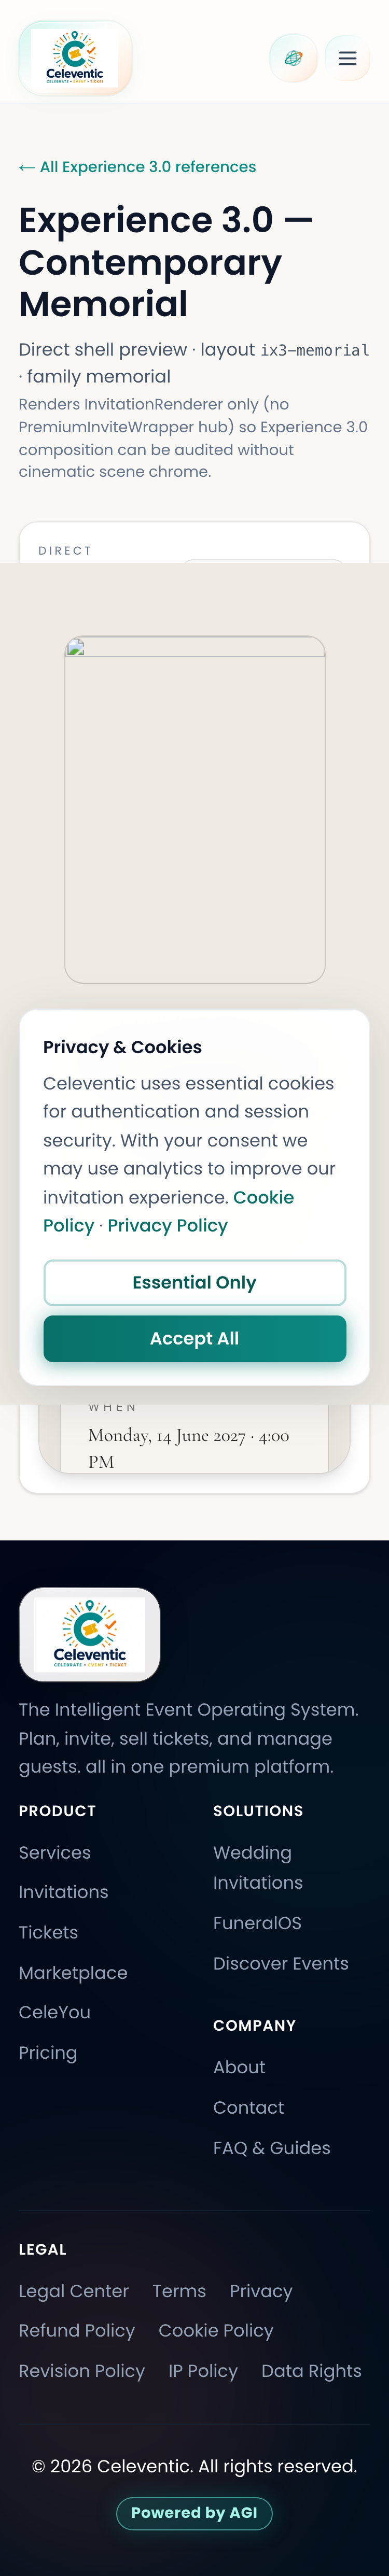 Celeventic
CELEBRATE • EVENT • TICKET
← All Experience 3.0 references
Experience 3.0 —
Contemporary
Memorial
Direct shell preview · layout ix3-memorial
· family memorial
Renders InvitationRenderer only (no
PremiumInviteWrapper hub) so Experience 3.0
composition can be audited without
cinematic scene chrome.
DIRECT
Privacy & Cookies
Celeventic uses essential cookies
for authentication and session
security. With your consent we
may use analytics to improve our
invitation experience. Cookie
Policy · Privacy Policy
Essential Only
Accept All
WHEN
Monday, 14 June 2027 · 4:00
PM
Celeventic
CELEBRATE • EVENT • TICKET
The Intelligent Event Operating System.
Plan, invite, sell tickets, and manage
guests. all in one premium platform.
PRODUCT
Services
Invitations
Tickets
Marketplace
CeleYou
Pricing
SOLUTIONS
Wedding
Invitations
FuneralOS
Discover Events
COMPANY
About
Contact
FAQ & Guides
LEGAL
Legal Center Terms Privacy
Refund Policy Cookie Policy
Revision Policy IP Policy Data Rights
© 2026 Celeventic. All rights reserved.
Powered by AGI